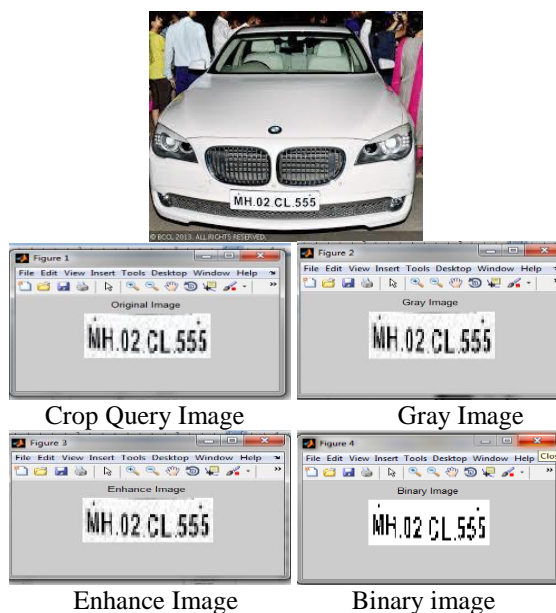 MH.02.CL.555
© BCCL 2013. ALL RIGHTS RESERVED.
Figure 1
File Edit View Insert Tools Desktop Window Help
Original Image
MH.02.CL.555
Crop Query Image
Figure 2
File Edit View Insert Tools Desktop Window Help
Gray Image
MH.02.CL.555
Gray Image
Figure 3
File Edit View Insert Tools Desktop Window Help
Enhance Image
MH.02.CL.555
Enhance Image
Figure 4
File Edit View Insert Tools Desktop Window Help
Clos
Binary Image
MH.02 CL.555
Binary image